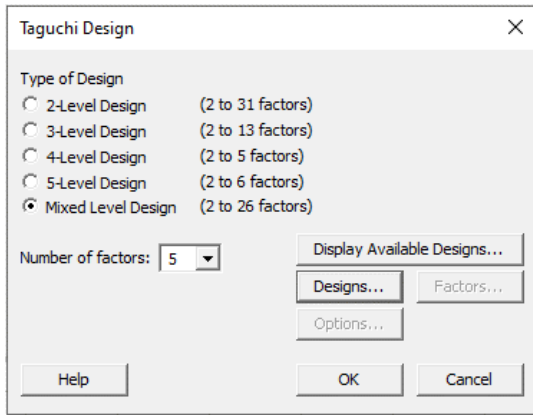 Taguchi Design
Type of Design
2-Level Design (2 to 31 factors)
3-Level Design (2 to 13 factors)
4-Level Design (2 to 5 factors)
5-Level Design (2 to 6 factors)
Mixed Level Design (2 to 26 factors)
Number of factors: 5
Display Available Designs...
Designs... Factors...
Options...
Help OK Cancel